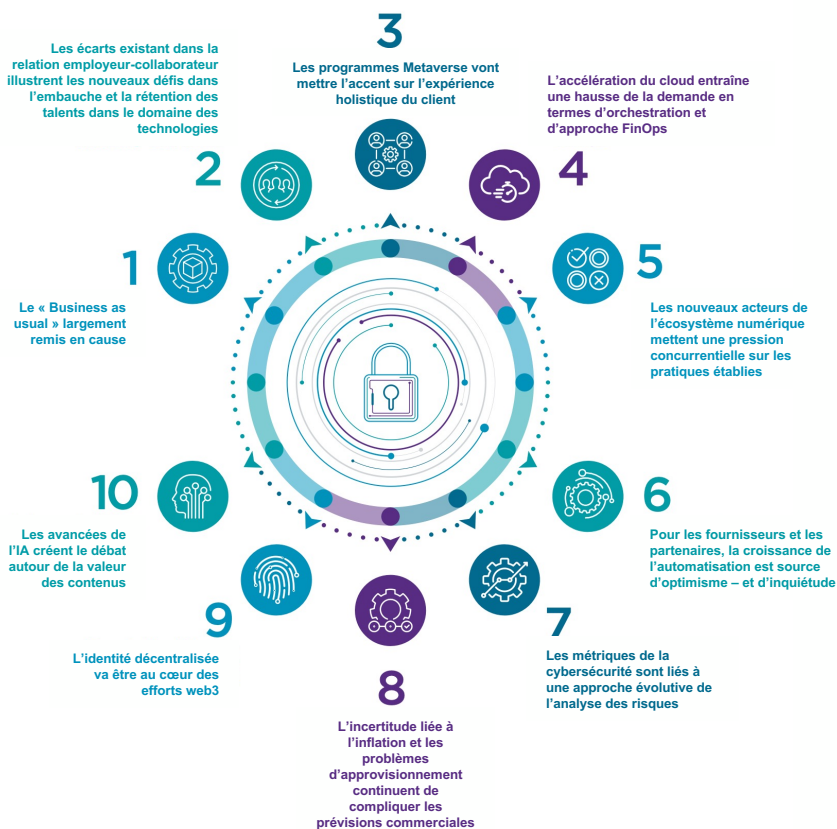 1
Le « Business as
usual » largement
remis en cause
2
Les écarts existant dans la
relation employeur-collaborateur
illustrent les nouveaux défis dans
l'embauche et la rétention des
talents dans le domaine des
technologies
3
Les programmes Metaverse vont
mettre l'accent sur l'expérience
holistique du client
4
L'accélération du cloud entraîne
une hausse de la demande en
termes d'orchestration et
d'approche FinOps
5
Les nouveaux acteurs de
l'écosystème numérique
mettent une pression
concurrentielle sur les
pratiques établies
6
Pour les fournisseurs et les
partenaires, la croissance de
l'automatisation est source
d'optimisme – et d'inquiétude
7
Les métriques de la
cybersécurité sont liés à
une approche évolutive de
l'analyse des risques
8
L'incertitude liée à
l'inflation et les
problèmes
d'approvisionnement
continuent de
compliquer les
prévisions commerciales
9
L'identité décentralisée
va être au cœur des
efforts web3
10
Les avancées de
l'IA créent le débat
autour de la valeur
des contenus